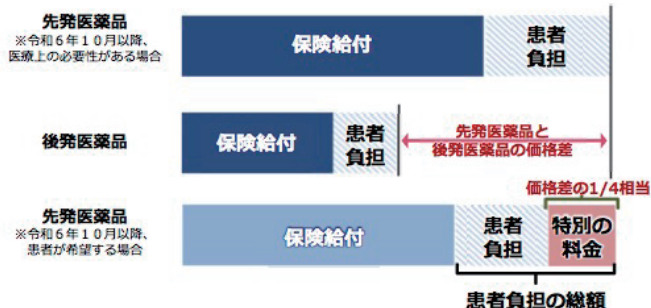 先発医薬品
※令和６年１０月以降、
医療上の必要性がある場合
保険給付
患者
負担
後発医薬品
保険給付
患者
負担
先発医薬品と
後発医薬品の価格差
価格差の1/4相当
先発医薬品
※令和６年１０月以降、
患者が希望する場合
保険給付
患者
負担
特別の
料金
患者負担の総額